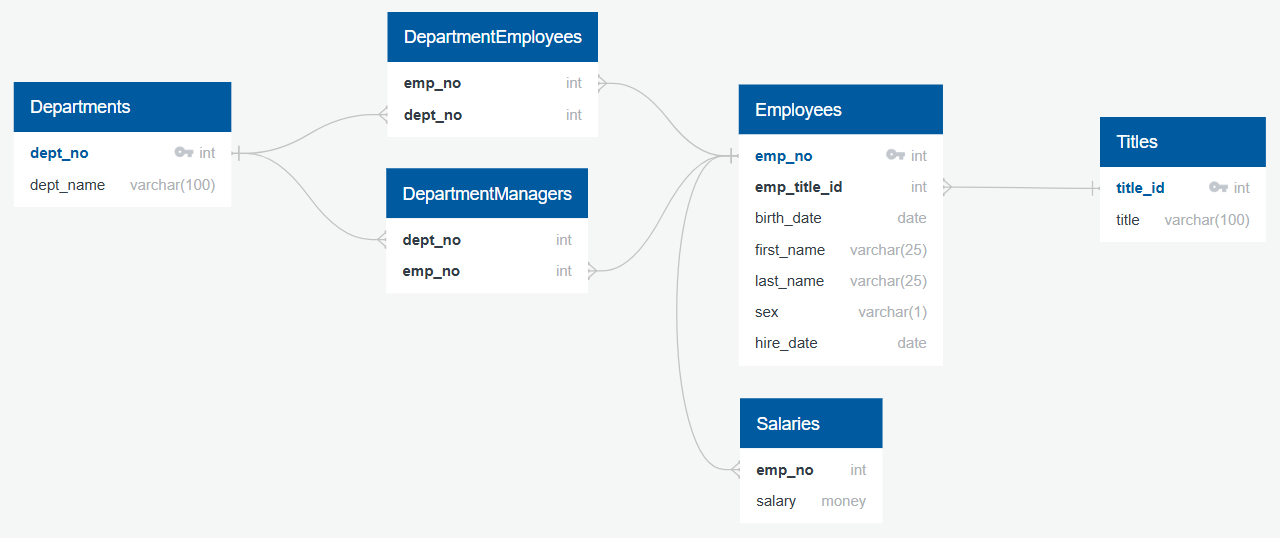 Departments
dept_no int
dept_name varchar(100)
DepartmentEmployees
emp_no int
dept_no int
DepartmentManagers
dept_no int
emp_no int
Employees
emp_no int
emp_title_id int
birth_date date
first_name varchar(25)
last_name varchar(25)
sex varchar(1)
hire_date date
Salaries
emp_no int
salary money
Titles
title_id int
title varchar(100)